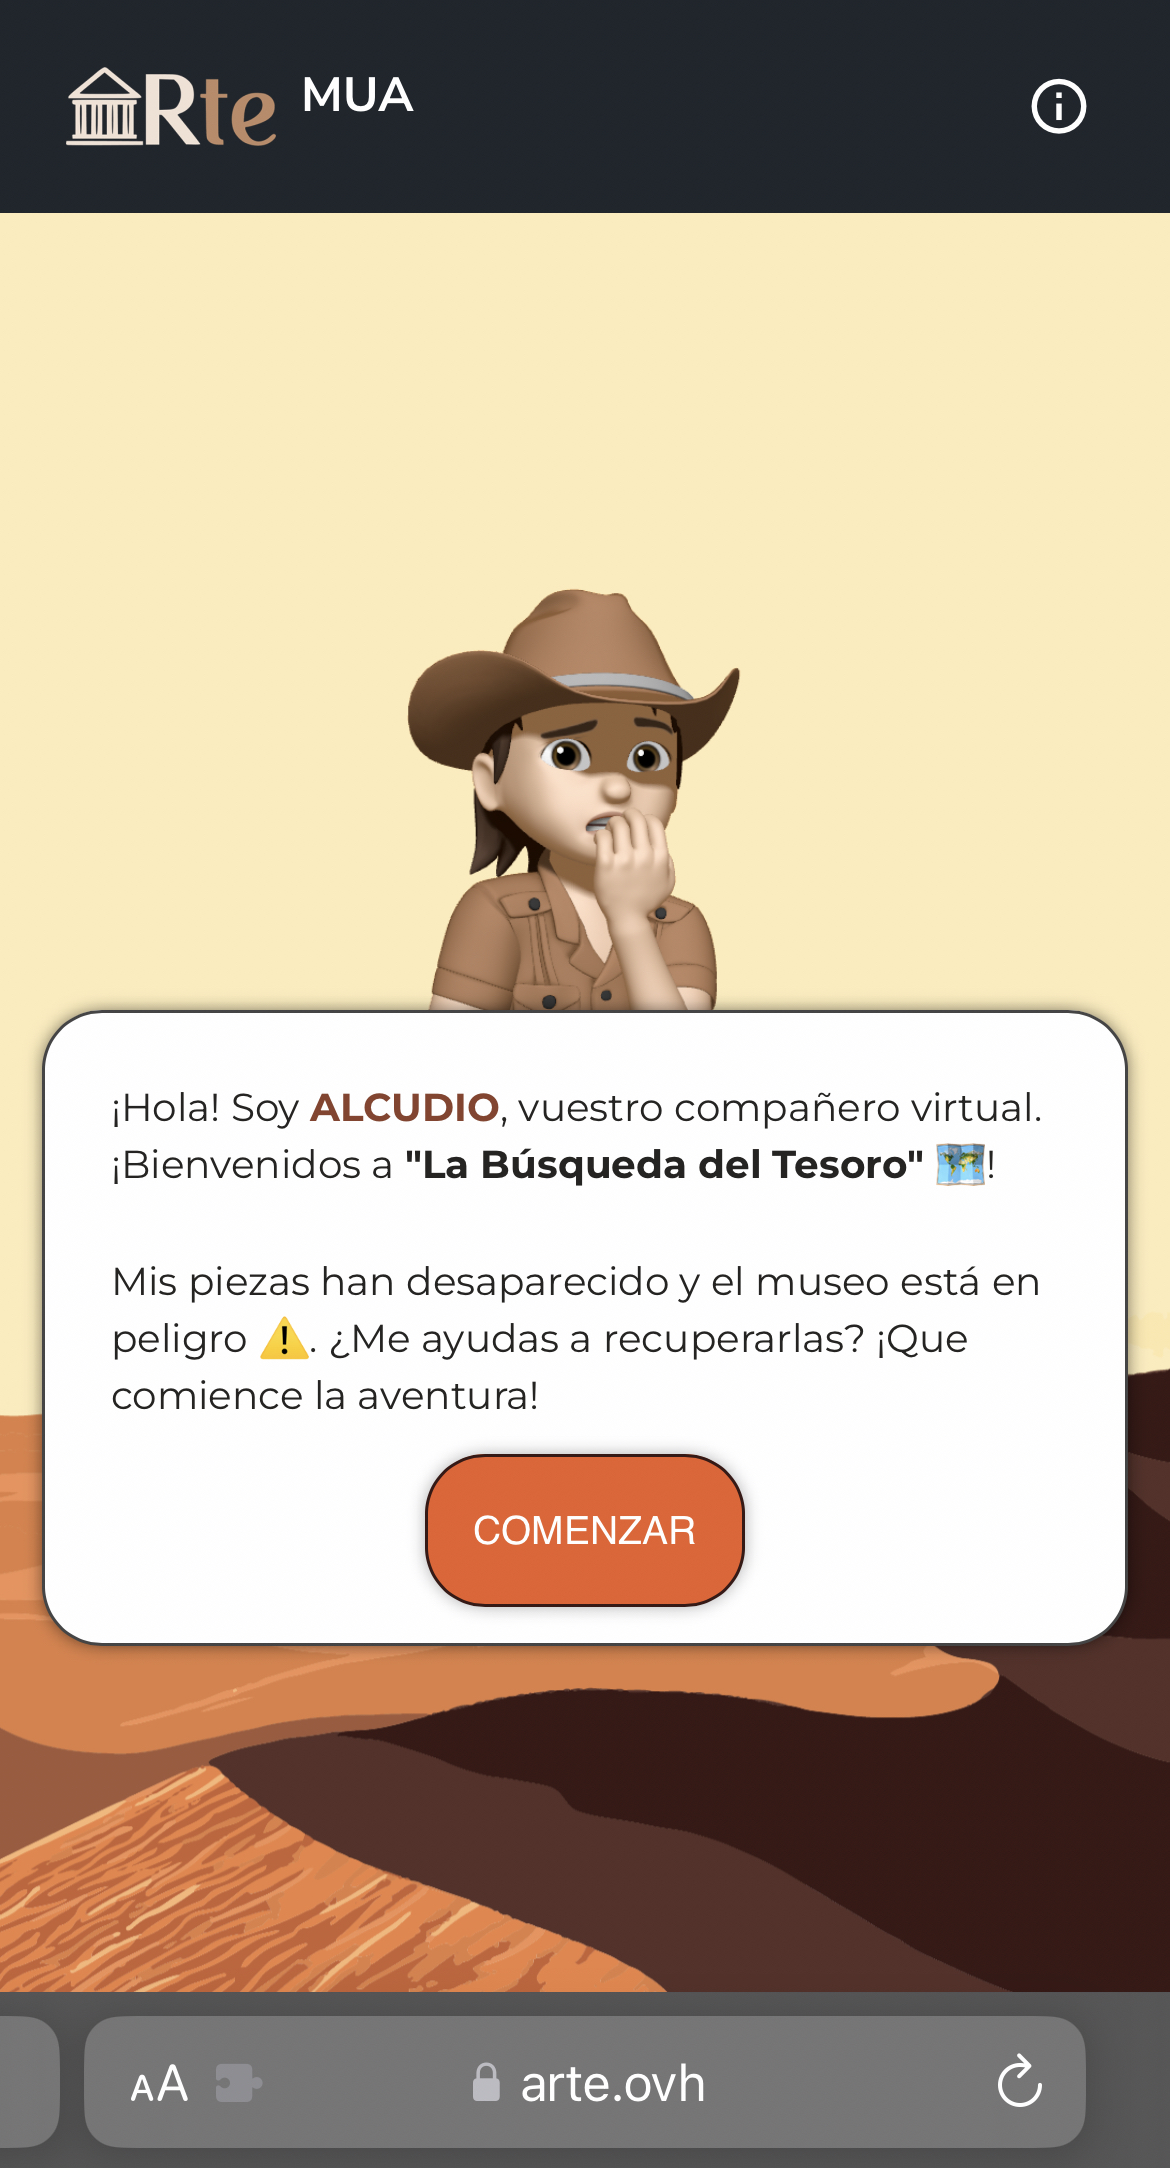 Rte MUA
¡Hola! Soy ALCUDIO, vuestro compañero virtual.
¡Bienvenidos a "La Búsqueda del Tesoro" 🗺️!
Mis piezas han desaparecido y el museo está en
peligro ⚠️. ¿Me ayudas a recuperarlas? ¡Que
comience la aventura!
COMENZAR
AA arte.ovh